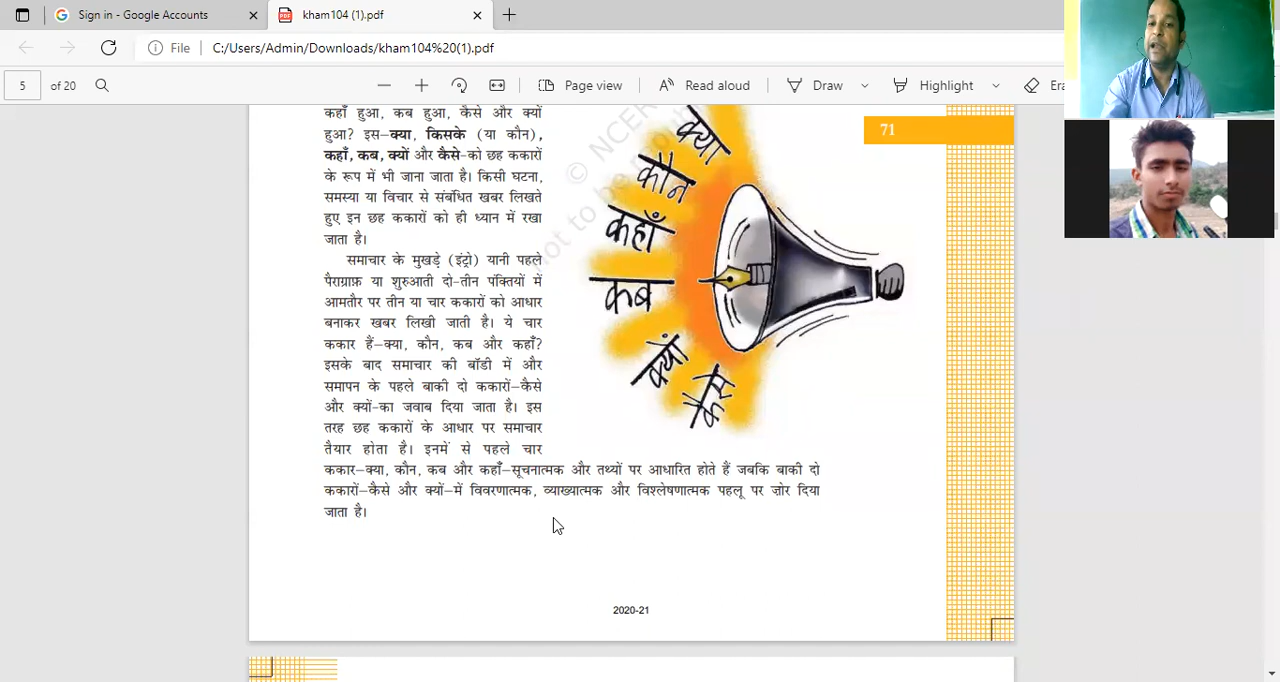 Sign in - Google Accounts
kham104 (1).pdf
File
C:/Users/Admin/Downloads/kham104%20(1).pdf
5
of 20
Page view
Read aloud
Draw
Highlight
Era
कहाँ हुआ, कब हुआ, कैसे और क्यों
हुआ? इस–क्या, किसके (या कौन),
कहाँ, कब, क्यों और कैसे-को छह ककारों
के रूप में भी जाना जाता है। किसी घटना,
समस्या या विचार से संबंधित खबर लिखते
हुए इन छह ककारों को ही ध्यान में रखा
जाता है।
समाचार के मुखड़े (इंट्रो) यानी पहले
पैराग्राफ़ या शुरुआती दो-तीन पंक्तियों में
आमतौर पर तीन या चार ककारों को आधार
बनाकर खबर लिखी जाती है। ये चार
ककार हैं–क्या, कौन, कब और कहाँ?
इसके बाद समाचार की बॉडी में और
समापन के पहले बाकी दो ककारों–कैसे
और क्यों-का जवाब दिया जाता है। इस
तरह छह ककारों के आधार पर समाचार
तैयार होता है। इनमें से पहले चार
ककार–क्या, कौन, कब और कहाँ–सूचनात्मक और तथ्यों पर आधारित होते हैं जबकि बाकी दो
ककारों–कैसे और क्यों–में विवरणात्मक, व्याख्यात्मक और विश्लेषणात्मक पहलू पर ज़ोर दिया
जाता है।
71
क्या
कौन
कहाँ
कब
क्यों
कैसे
© NCER
not to be
2020-21